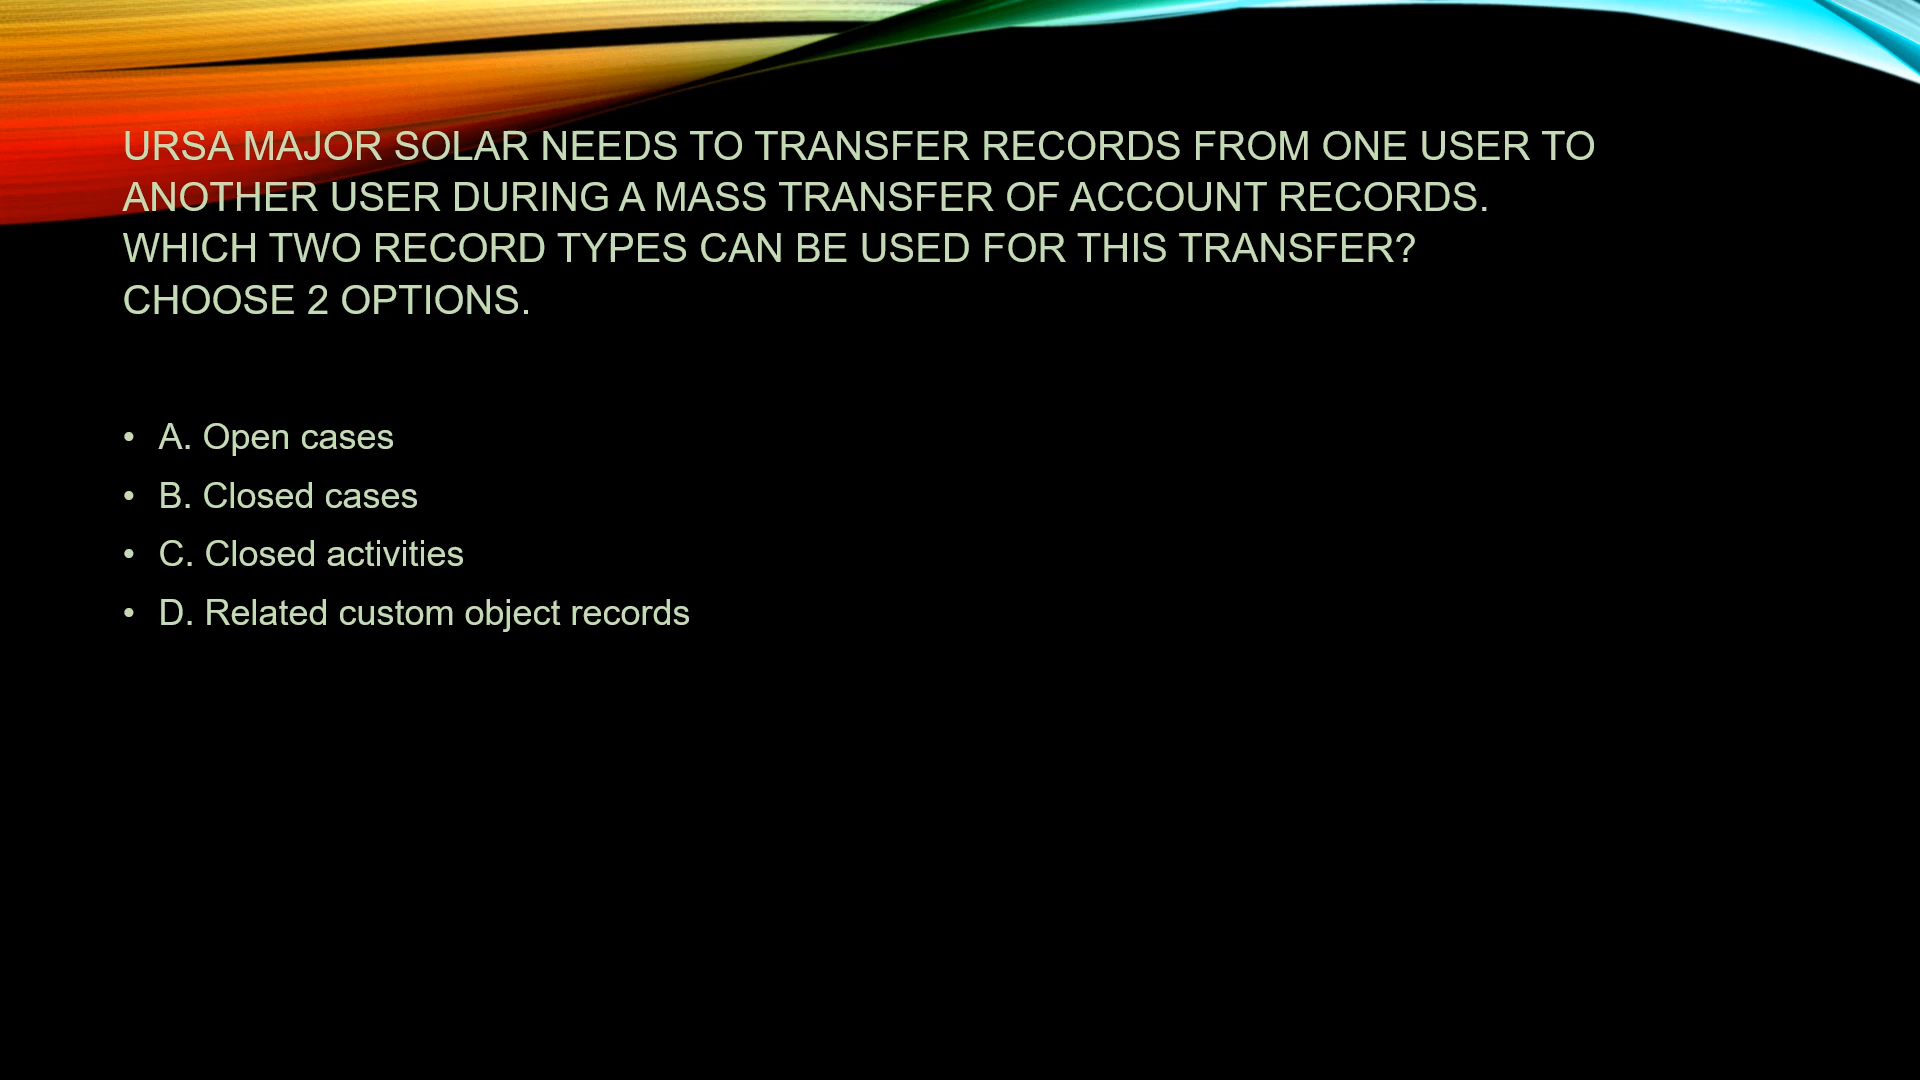 URSA MAJOR SOLAR NEEDS TO TRANSFER RECORDS FROM ONE USER TO
ANOTHER USER DURING A MASS TRANSFER OF ACCOUNT RECORDS.
WHICH TWO RECORD TYPES CAN BE USED FOR THIS TRANSFER?
CHOOSE 2 OPTIONS.
• A. Open cases
• B. Closed cases
• C. Closed activities
• D. Related custom object records